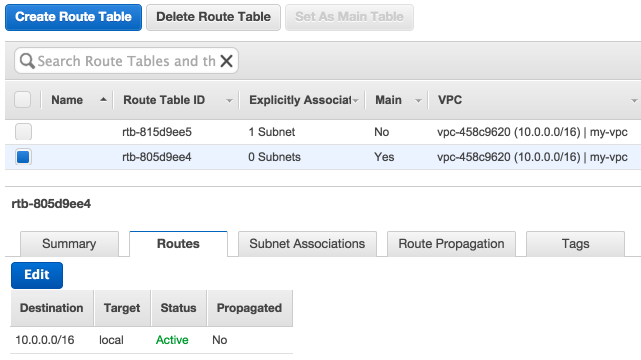 Create Route Table Delete Route Table Set As Main Table
Search Route Tables and th
Name Route Table ID Explicitly Associat Main VPC
rtb-815d9ee5 1 Subnet No vpc-458c9620 (10.0.0.0/16) | my-vpc
rtb-805d9ee4 0 Subnets Yes vpc-458c9620 (10.0.0.0/16) | my-vpc
rtb-805d9ee4
Summary Routes Subnet Associations Route Propagation Tags
Edit
Destination Target Status Propagated
10.0.0.0/16 local Active No